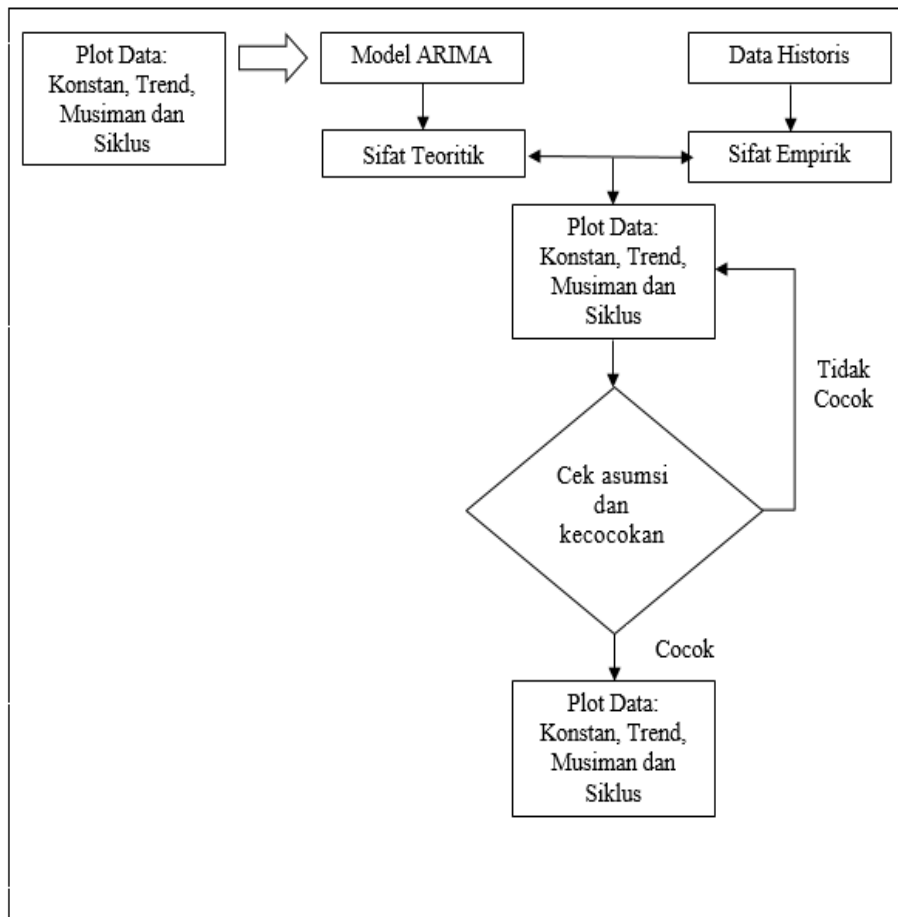 Plot Data:
Konstan, Trend,
Musiman dan
Siklus
Model ARIMA
Data Historis
Sifat Teoritik
Sifat Empirik
Plot Data:
Konstan, Trend,
Musiman dan
Siklus
Tidak
Cocok
Cek asumsi
dan
kecocokan
Cocok
Plot Data:
Konstan, Trend,
Musiman dan
Siklus